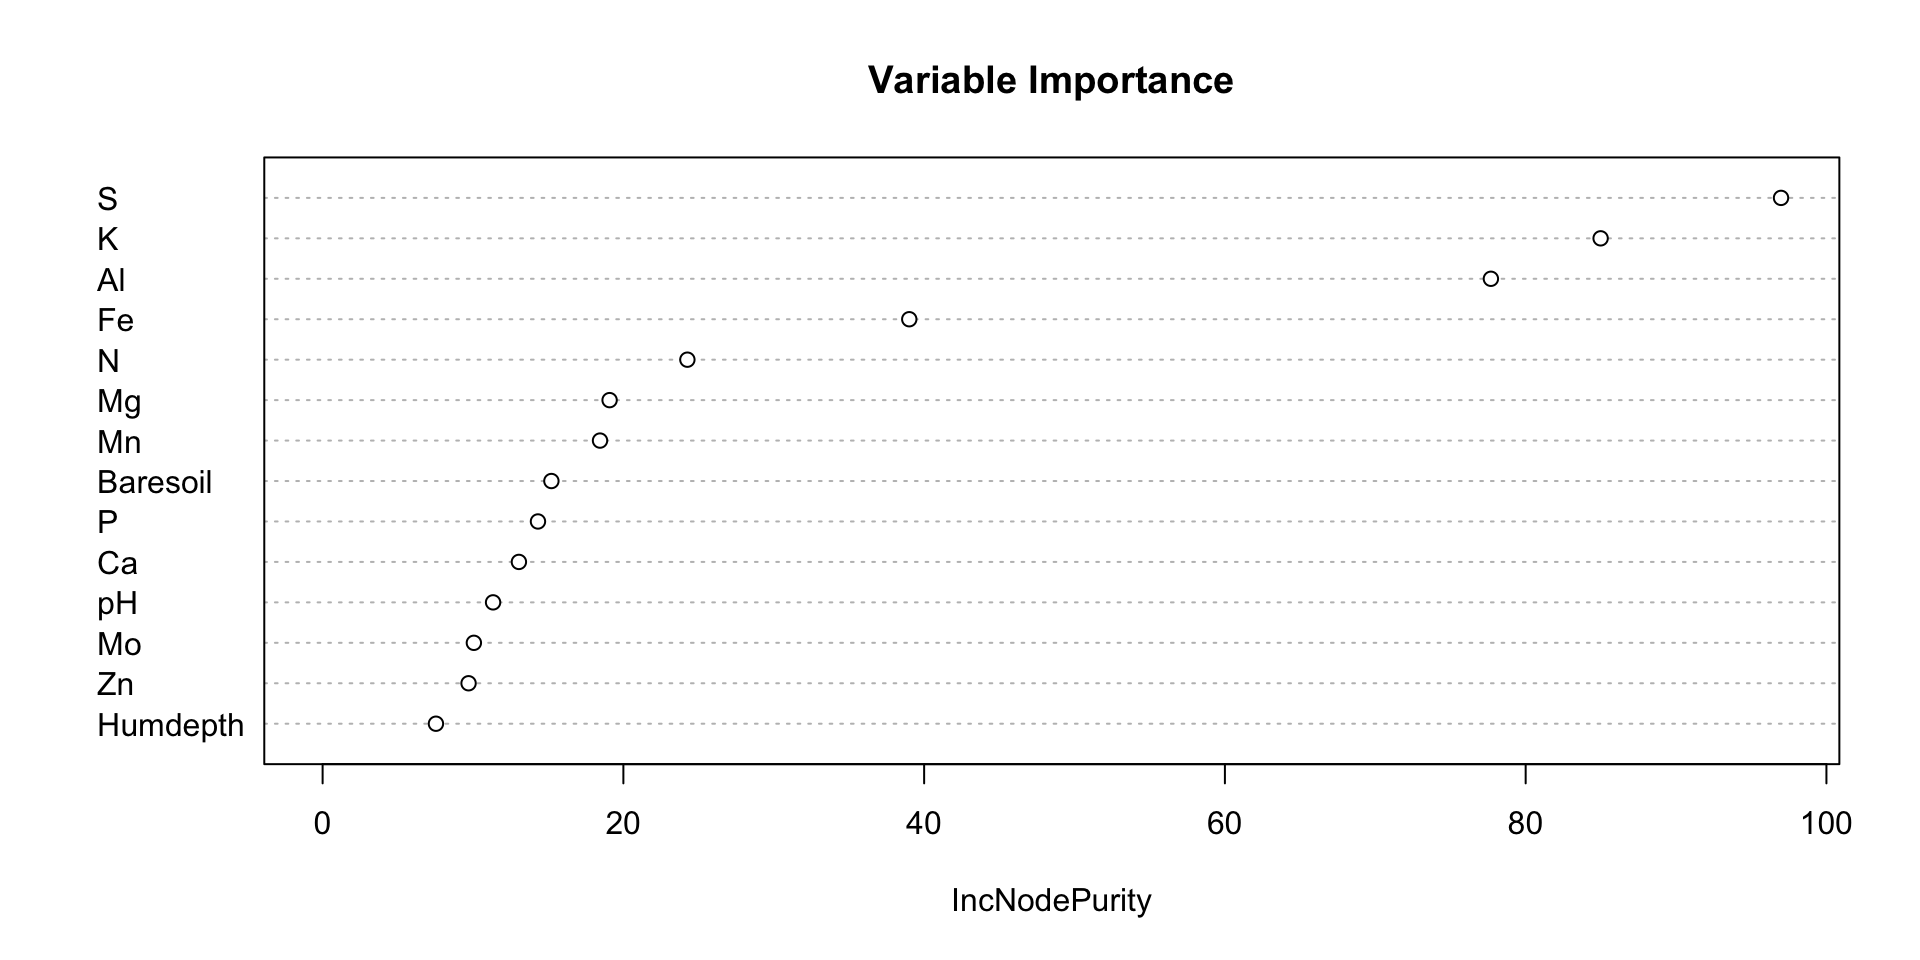 Variable Importance
S
K
Al
Fe
N
Mg
Mn
Baresoil
P
Ca
pH
Mo
Zn
Humdepth
0 20 40 60 80 100
IncNodePurity